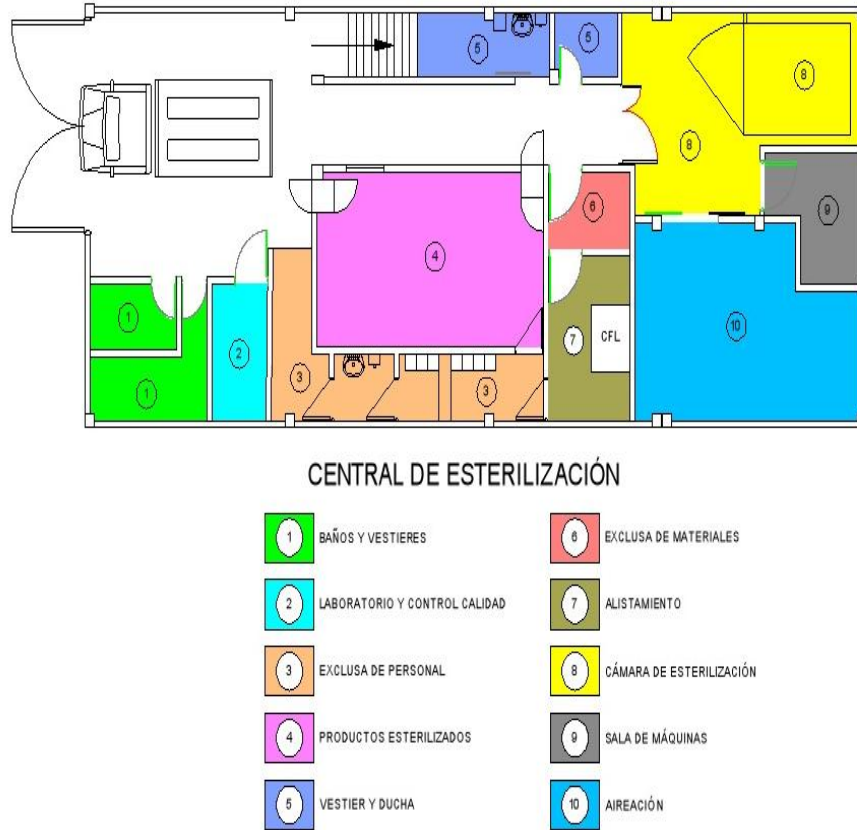 5
5
8
8
6
9
4
1
2
7
CFL
10
3
3
1
CENTRAL DE ESTERILIZACIÓN
1 BAÑOS Y VESTIERES
6 EXCLUSA DE MATERIALES
2 LABORATORIO Y CONTROL CALIDAD
7 ALISTAMIENTO
3 EXCLUSA DE PERSONAL
8 CÁMARA DE ESTERILIZACIÓN
4 PRODUCTOS ESTERILIZADOS
9 SALA DE MÁQUINAS
5 VESTIER Y DUCHA
10 AIREACIÓN